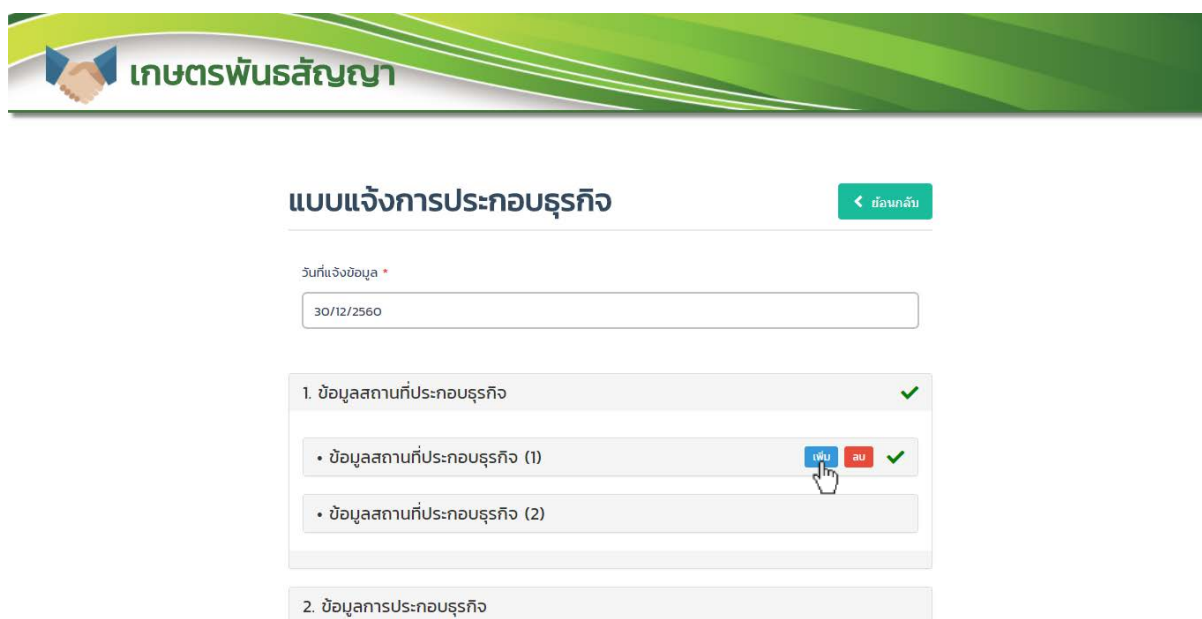 เกษตรพันธสัญญา
แบบแจ้งการประกอบธุรกิจ
ย้อนกลับ
วันที่แจ้งข้อมูล *
30/12/2560
1. ข้อมูลสถานที่ประกอบธุรกิจ
• ข้อมูลสถานที่ประกอบธุรกิจ (1) เพิ่ม ลบ
• ข้อมูลสถานที่ประกอบธุรกิจ (2)
2. ข้อมูลการประกอบธุรกิจ